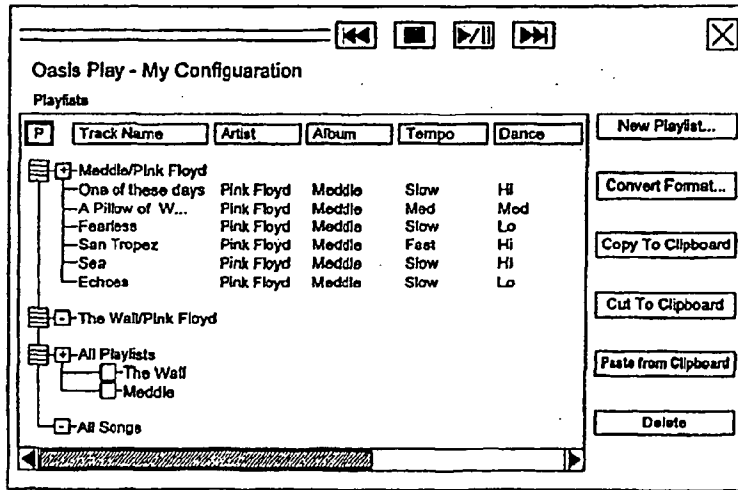 Oasis Play - My Configuaration
Playlists
P Track Name Artist Album Tempo Dance
Meddle/Pink Floyd
One of these days Pink Floyd Meddle Slow Hi
A Pillow of W... Pink Floyd Meddle Med Med
Fearless Pink Floyd Meddle Slow Lo
San Tropez Pink Floyd Meddle Fast Hi
Sea Pink Floyd Meddle Slow Hi
Echoes Pink Floyd Meddle Slow Lo
The Wall/Pink Floyd
All Playlists
The Wall
Meddle
All Songs
New Playlist...
Convert Format...
Copy To Clipboard
Cut To Clipboard
Paste from Clipboard
Delete